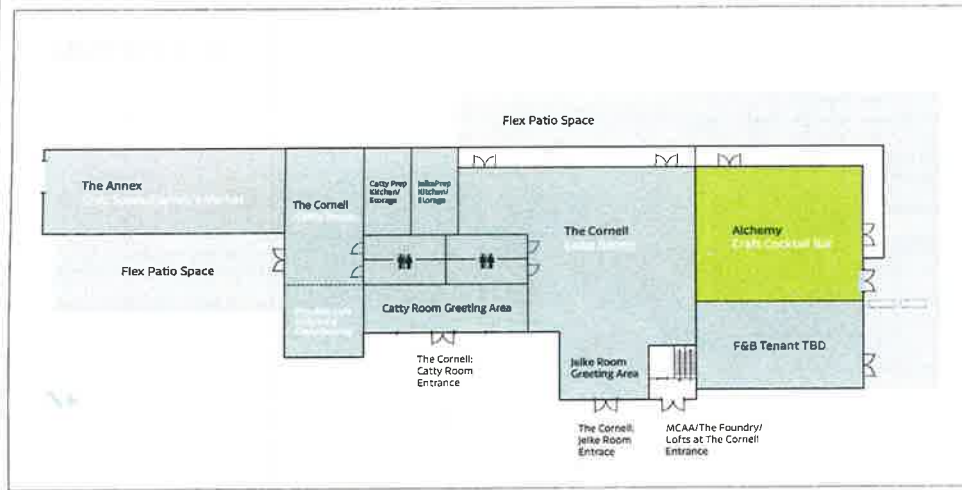 Flex Patio Space
The Annex
The Cornell
Catty Prep
Kitchen/
Storage
Jelke Prep
Kitchen/
Storage
The Cornell
Alchemy
Craft Cocktail Bar
Flex Patio Space
Catty Room Greeting Area
F&B Tenant TBD
The Cornell:
Catty Room
Entrance
Jelke Room
Greeting Area
The Cornell:
Jelke Room
Entrace
MCAA/The Foundry/
Lofts at The Cornell
Entrance